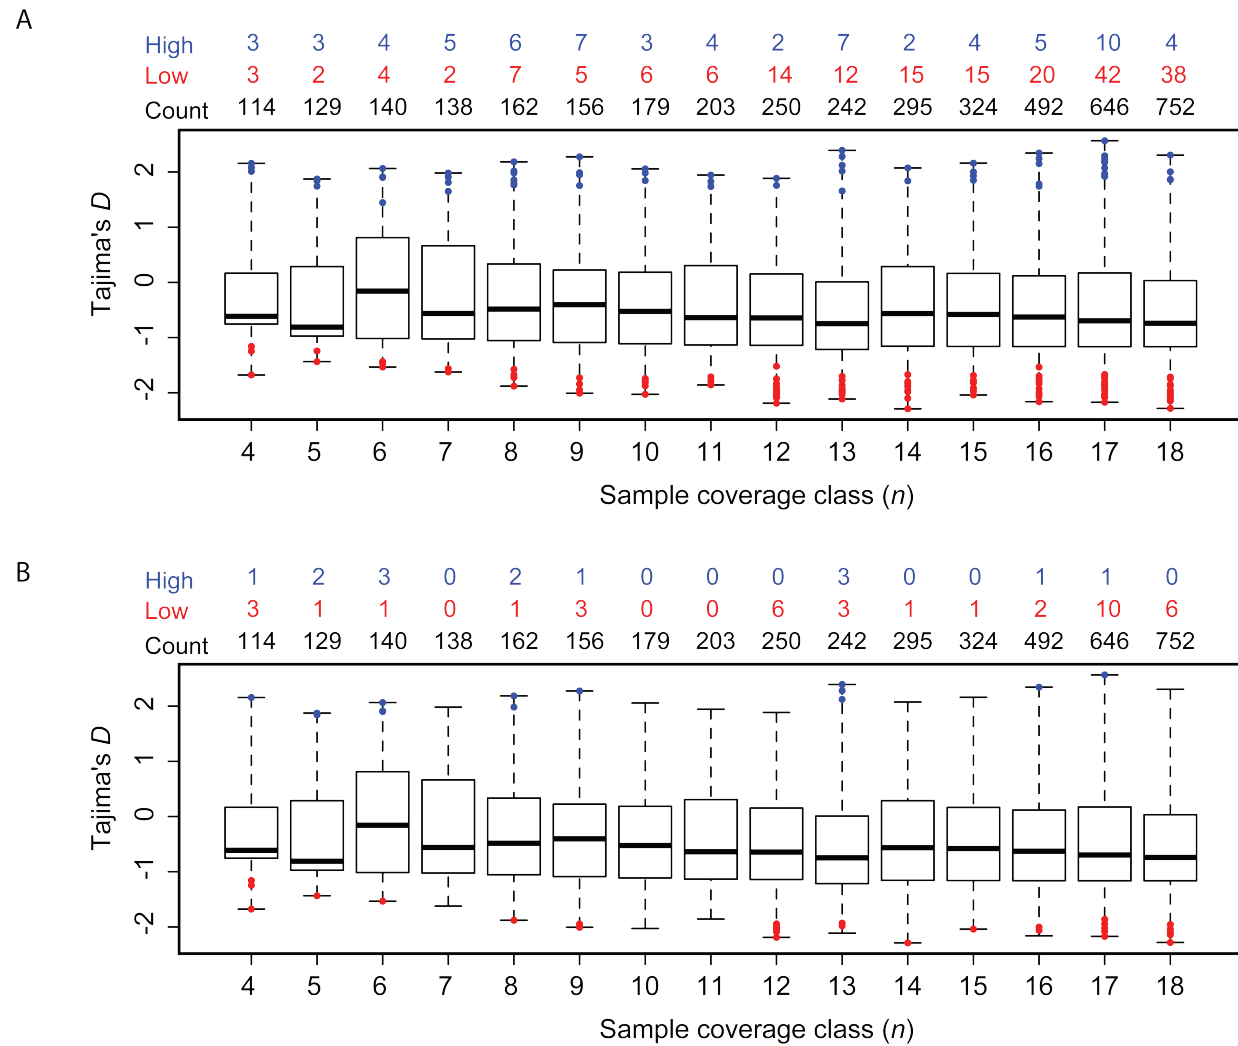 A
High 3 3 4 5 6 7 3 4 2 7 2 4 5 10 4
Low 3 2 4 2 7 5 6 6 14 12 15 15 20 42 38
Count 114 129 140 138 162 156 179 203 250 242 295 324 492 646 752
Tajima's D
2
1
0
-1
-2
4 5 6 7 8 9 10 11 12 13 14 15 16 17 18
Sample coverage class (n)
B
High 1 2 3 0 2 1 0 0 0 3 0 0 1 1 0
Low 3 1 1 0 1 3 0 0 6 3 1 1 2 10 6
Count 114 129 140 138 162 156 179 203 250 242 295 324 492 646 752
Tajima's D
2
1
0
-1
-2
4 5 6 7 8 9 10 11 12 13 14 15 16 17 18
Sample coverage class (n)